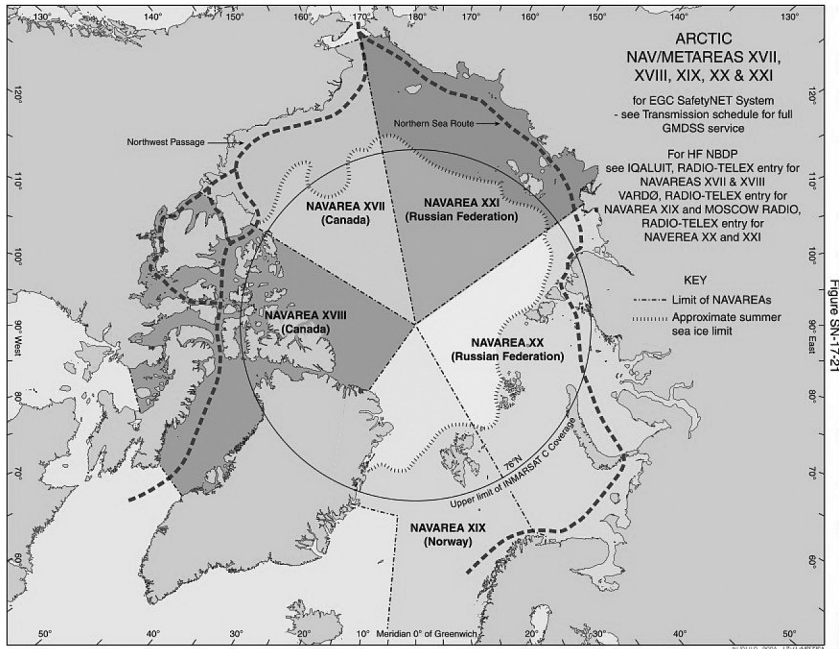 130°
140°
150°
160°
170°
180°
170°
160°
150°
140°
130°
ARCTIC
NAV/METAREAS XVII,
XVIII, XIX, XX & XXI
for EGC SafetyNET System
- see Transmission schedule for full
GMDSS service
For HF NBDP
see IQALUIT, RADIO-TELEX entry for
NAVAREAS XVII & XVIII
VARDØ, RADIO-TELEX entry for
NAVAREA XIX and MOSCOW RADIO,
RADIO-TELEX entry for
NAVEREA XX and XXI
KEY
Limit of NAVAREAs
Approximate summer
sea ice limit
Northern Sea Route
Northwest Passage
NAVAREA XVII
(Canada)
NAVAREA XXI
(Russian Federation)
NAVAREA XVIII
(Canada)
NAVAREA XX
(Russian Federation)
76°N
Upper limit of INMARSAT C Coverage
NAVAREA XIX
(Norway)
120°
110°
100°
90° West
80°
70°
60°
120°
110°
100°
90° East
80°
70°
60°
50°
40°
30°
20°
10°
Meridian 0° of Greenwich
20°
30°
40°
50°
Figure SN-17-21